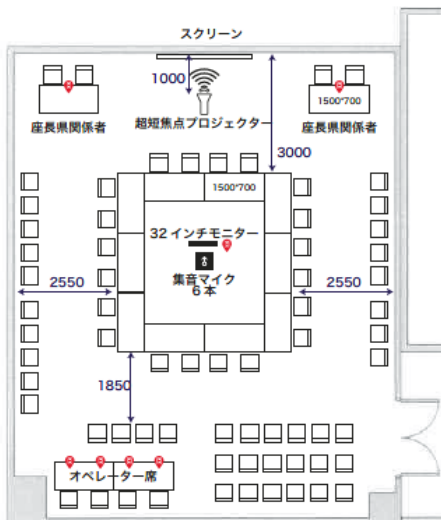 スクリーン
1000
超短焦点プロジェクター
座長県関係者
1500*700
座長県関係者
3000
1500*700
32インチモニター
集音マイク
6本
2550
2550
1850
オペレーター席